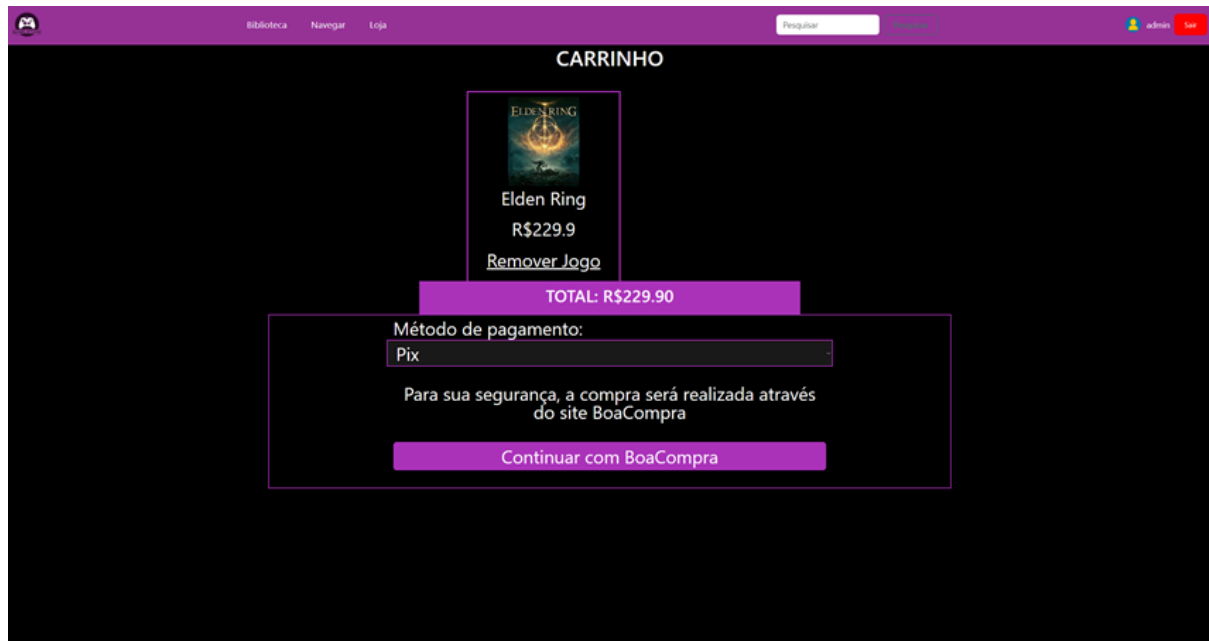 Biblioteca Navegar Loja Pesquisar admin Sair
CARRINHO
ELDEN RING
Elden Ring
R$229.9
Remover Jogo
TOTAL: R$229.90
Método de pagamento:
Pix
Para sua segurança, a compra será realizada através
do site BoaCompra
Continuar com BoaCompra